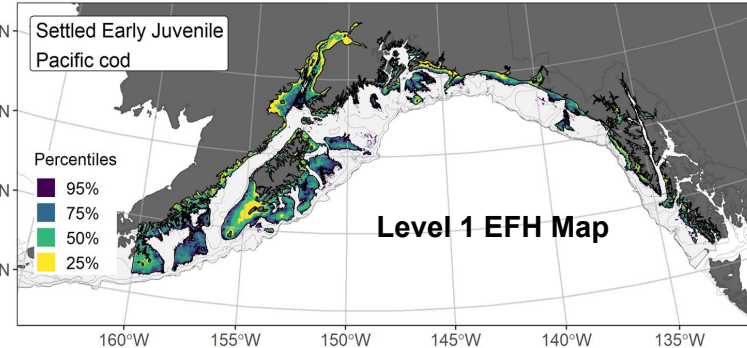 Settled Early Juvenile
Pacific cod
N
N
N
N
Percentiles
95%
75%
50%
25%
Level 1 EFH Map
160°W
155°W
150°W
145°W
140°W
135°W